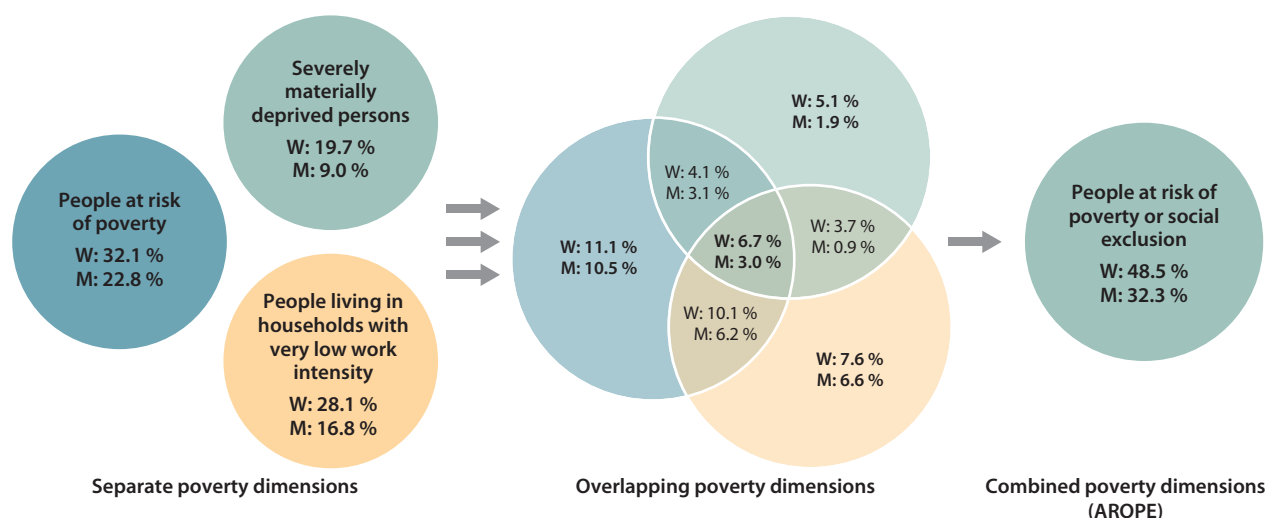 Severely
materially
deprived persons
W: 19.7 %
M: 9.0 %
People at risk
of poverty
W: 32.1 %
M: 22.8 %
People living in
households with
very low work
intensity
W: 28.1 %
M: 16.8 %
Separate poverty dimensions
W: 5.1 %
M: 1.9 %
W: 4.1 %
M: 3.1 %
W: 11.1 %
M: 10.5 %
W: 6.7 %
M: 3.0 %
W: 3.7 %
M: 0.9 %
W: 10.1 %
M: 6.2 %
W: 7.6 %
M: 6.6 %
Overlapping poverty dimensions
People at risk of
poverty or social
exclusion
W: 48.5 %
M: 32.3 %
Combined poverty dimensions
(AROPE)